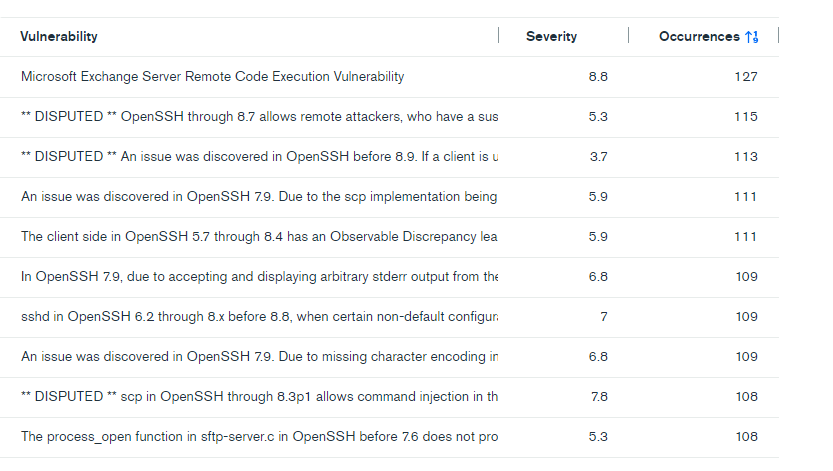 Vulnerability Severity Occurrences
Microsoft Exchange Server Remote Code Execution Vulnerability 8.8 127
** DISPUTED ** OpenSSH through 8.7 allows remote attackers, who have a sus 5.3 115
** DISPUTED ** An issue was discovered in OpenSSH before 8.9. If a client is u 3.7 113
An issue was discovered in OpenSSH 7.9. Due to the scp implementation being 5.9 111
The client side in OpenSSH 5.7 through 8.4 has an Observable Discrepancy lea 5.9 111
In OpenSSH 7.9, due to accepting and displaying arbitrary stderr output from the 6.8 109
sshd in OpenSSH 6.2 through 8.x before 8.8, when certain non-default configura 7 109
An issue was discovered in OpenSSH 7.9. Due to missing character encoding in 6.8 109
** DISPUTED ** scp in OpenSSH through 8.3p1 allows command injection in th 7.8 108
The process_open function in sftp-server.c in OpenSSH before 7.6 does not pro 5.3 108